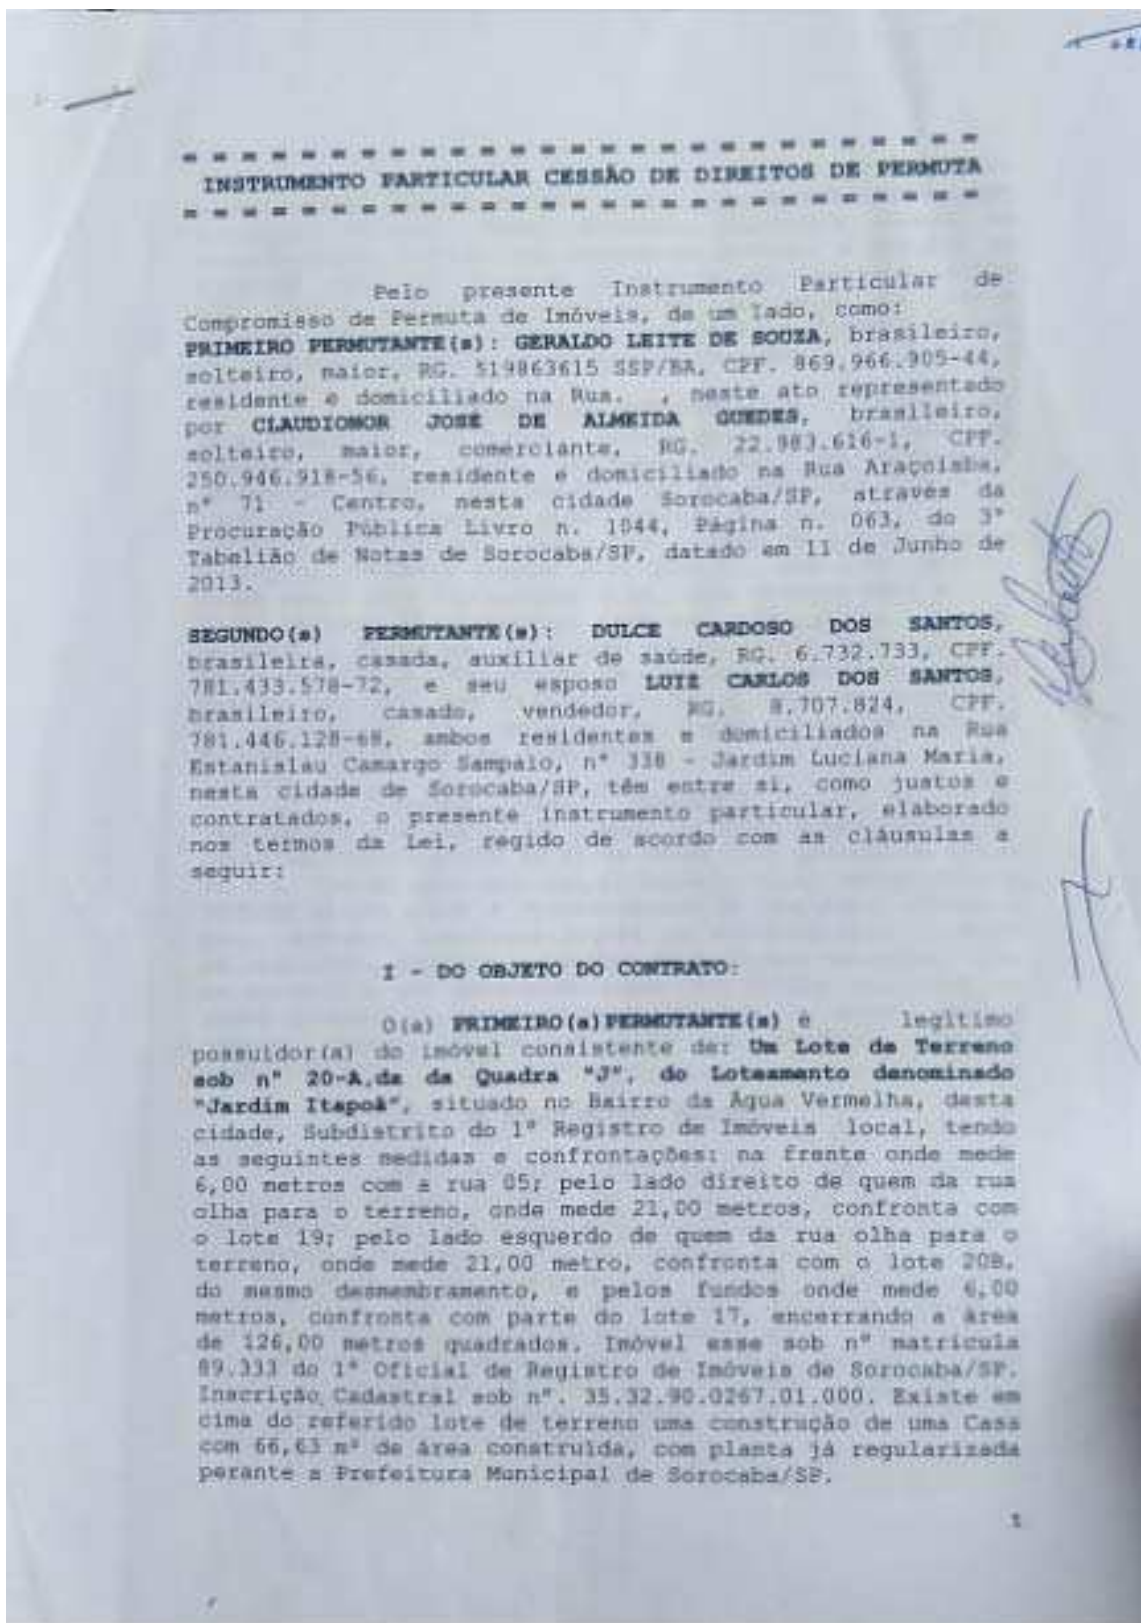 INSTRUMENTO PARTICULAR CESSÃO DE DIREITOS DE PERMUTA
Pelo presente Instrumento Particular de
Compromisso de Permuta de Imóveis, de um lado, como:
PRIMEIRO PERMUTANTE(s): GERALDO LEITE DE SOUZA, brasileiro,
solteiro, maior, RG. 519863615 SSP/BA, CPF. 869.966.905-44,
residente e domiciliado na Rua. , neste ato representado
por CLAUDIONOR JOSÉ DE ALMEIDA GUEDES, brasileiro,
solteiro, maior, comerciante, RG. 22.983.616-1, CPF.
250.946.918-56, residente e domiciliado na Rua Araçoiaba,
nº 71 - Centro, nesta cidade Sorocaba/SP, através da
Procuração Pública Livro n. 1044, Página n. 063, do 3º
Tabelião de Notas de Sorocaba/SP, datado em 11 de Junho de
2013.
SEGUNDO(s) PERMUTANTE(s): DULCE CARDOSO DOS SANTOS,
brasileira, casada, auxiliar de saúde, RG. 6.732.733, CPF.
781.433.578-72, e seu esposo LUIZ CARLOS DOS SANTOS,
brasileiro, casado, vendedor, RG. 8.707.824, CPF.
781.446.128-68, ambos residentes e domiciliados na Rua
Estanislau Camargo Sampaio, nº 338 - Jardim Luciana Maria,
nesta cidade de Sorocaba/SP, têm entre si, como justos e
contratados, o presente instrumento particular, elaborado
nos termos da Lei, regido de acordo com as cláusulas a
seguir:
I - DO OBJETO DO CONTRATO:
O(a) PRIMEIRO(a)PERMUTANTE(s) é legítimo
possuidor(a) do imóvel consistente de: Um Lote de Terreno
sob nº 20-A,da da Quadra "J", do Loteamento denominado
"Jardim Itapoã", situado no Bairro da Água Vermelha, desta
cidade, Subdistrito do 1º Registro de Imóveis local, tendo
as seguintes medidas e confrontações: na frente onde mede
6,00 metros com a rua 05; pelo lado direito de quem da rua
olha para o terreno, onde mede 21,00 metros, confronta com
o lote 19; pelo lado esquerdo de quem da rua olha para o
terreno, onde mede 21,00 metro, confronta com o lote 20B,
do mesmo desmembramento, e pelos fundos onde mede 6,00
metros, confronta com parte do lote 17, encerrando a área
de 126,00 metros quadrados. Imóvel esse sob nº matrícula
89.333 do 1º Oficial de Registro de Imóveis de Sorocaba/SP.
Inscrição Cadastral sob nº. 35.32.90.0267.01.000. Existe em
cima do referido lote de terreno uma construção de uma Casa
com 66,63 m² de área construída, com planta já regularizada
perante a Prefeitura Municipal de Sorocaba/SP.
1